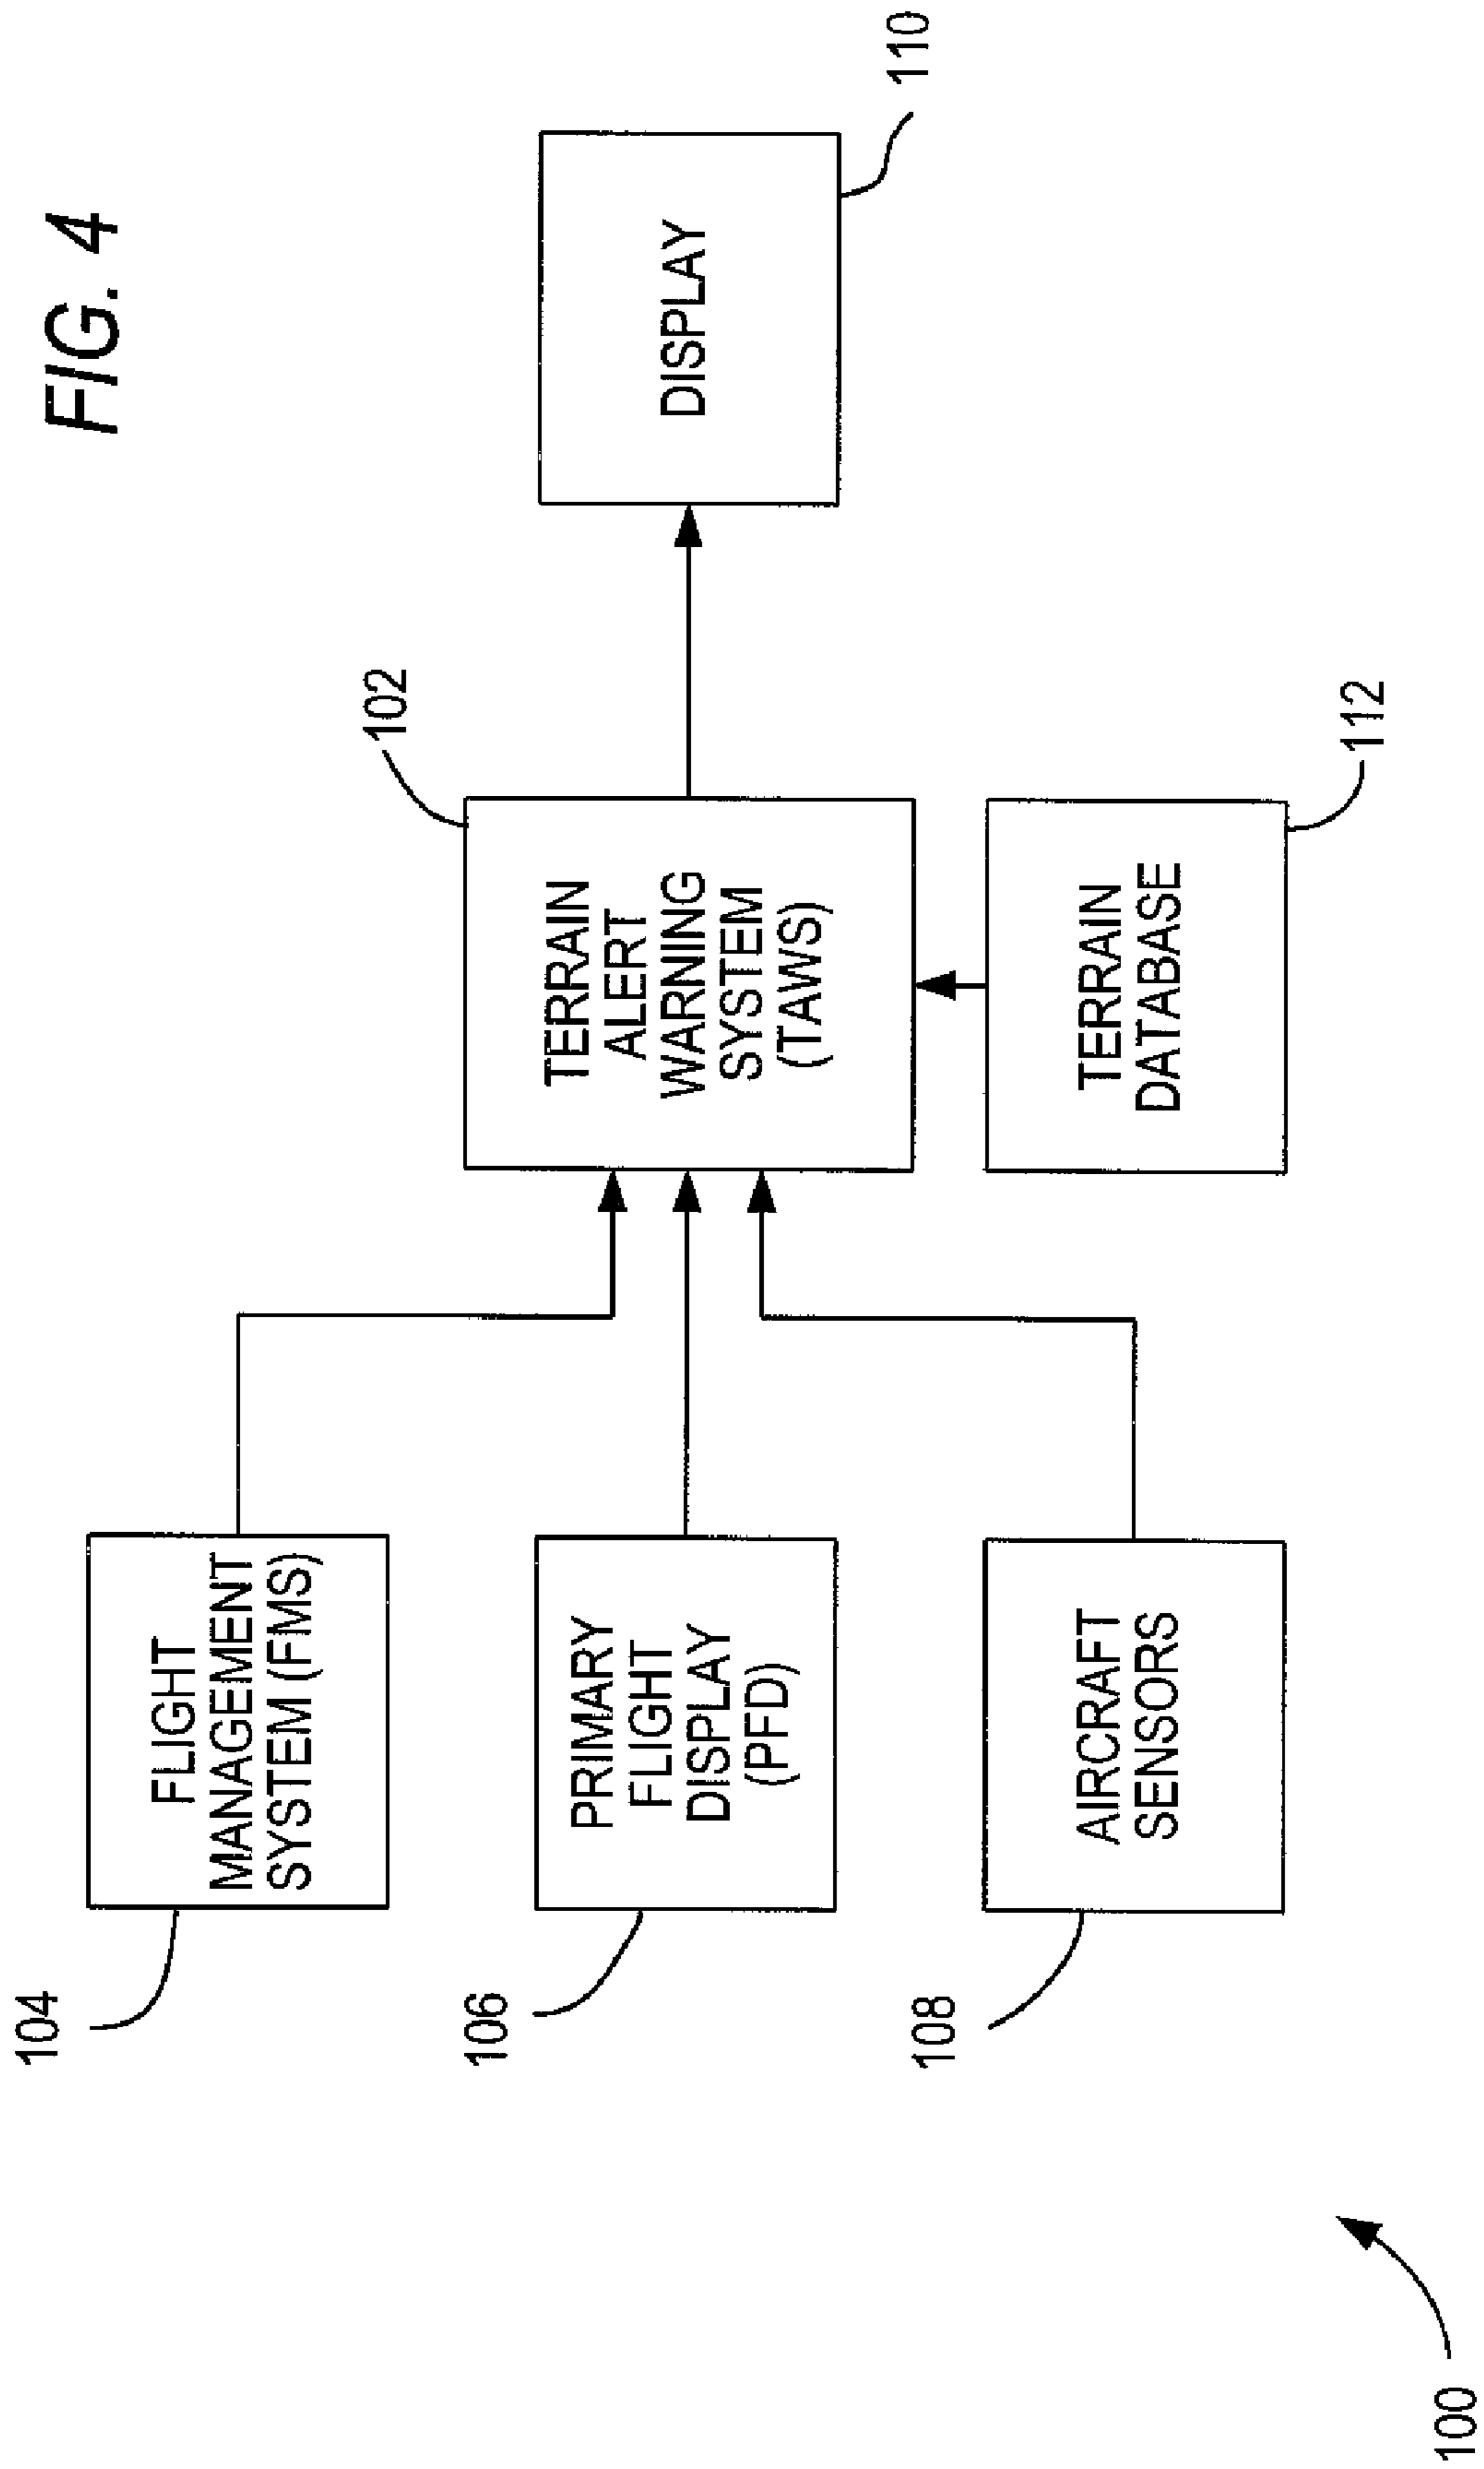 FIG. 4
104
FLIGHT
MANAGEMENT
SYSTEM (FMS)
106
PRIMARY
FLIGHT
DISPLAY
(PFD)
108
AIRCRAFT
SENSORS
102
TERRAIN
ALERT
WARNING
SYSTEM
(TAWS)
TERRAIN
DATABASE
112
DISPLAY
110
100